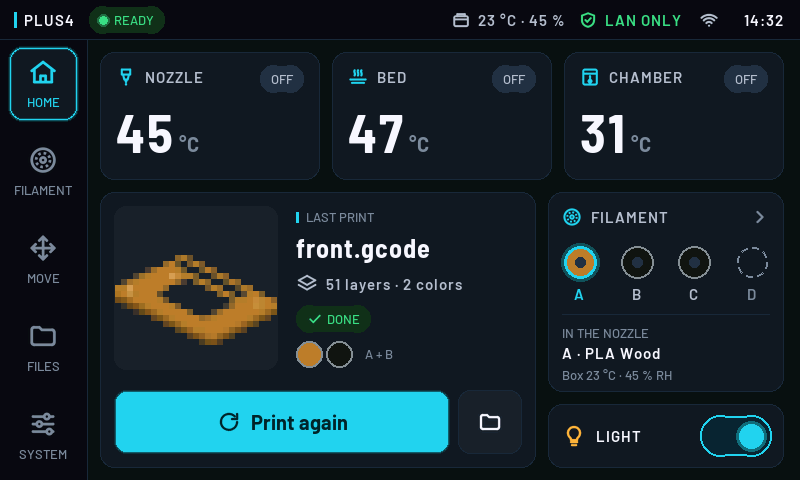 PLUS4
READY
23 °C · 45 %
LAN ONLY
14:32
HOME
FILAMENT
MOVE
FILES
SYSTEM
NOZZLE
OFF
45 °C
BED
OFF
47 °C
CHAMBER
OFF
31 °C
LAST PRINT
front.gcode
51 layers · 2 colors
DONE
A + B
Print again
FILAMENT
A B C D
IN THE NOZZLE
A · PLA Wood
Box 23 °C · 45 % RH
LIGHT